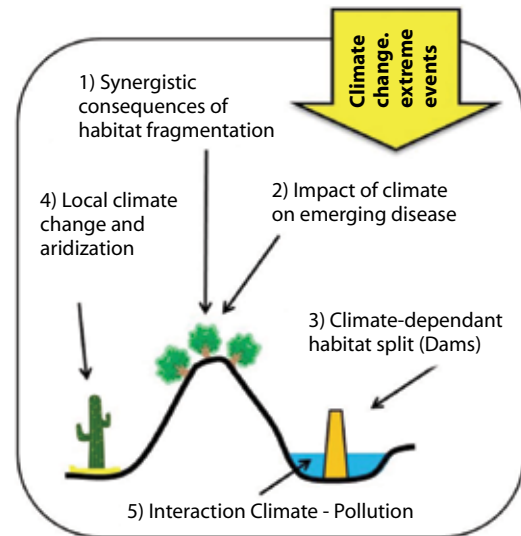 Climate
change.
extreme
events
1) Synergistic
consequences of
habitat fragmentation
2) Impact of climate
on emerging disease
4) Local climate
change and
aridization
3) Climate-dependant
habitat split (Dams)
5) Interaction Climate - Pollution